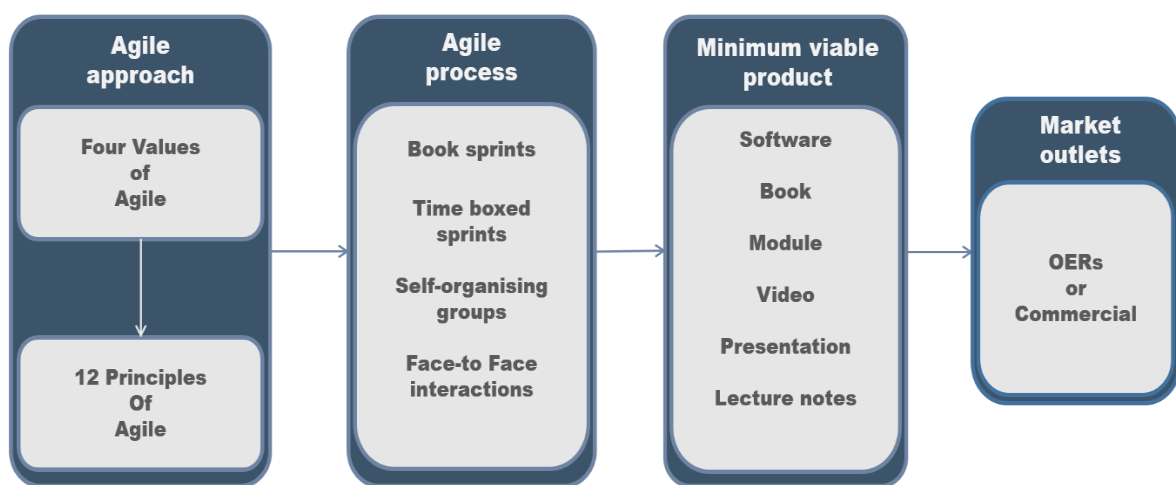 Agile
approach
Four Values
of
Agile
12 Principles
Of
Agile
Agile
process
Book sprints
Time boxed
sprints
Self-organising
groups
Face-to Face
interactions
Minimum viable
product
Software
Book
Module
Video
Presentation
Lecture notes
Market
outlets
OERs
or
Commercial